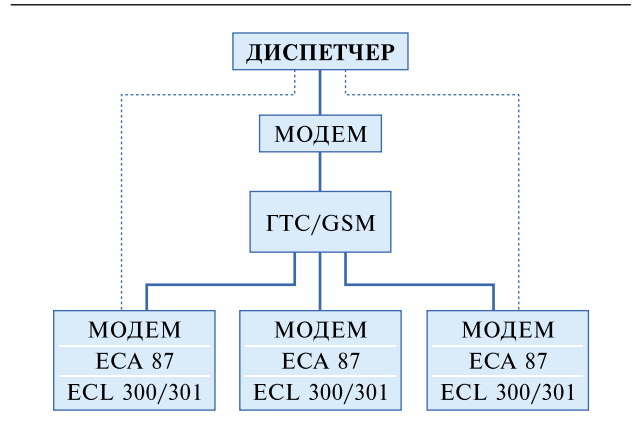 ДИСПЕТЧЕР
МОДЕМ
ГТС/GSM
МОДЕМ
ECA 87
ECL 300/301
МОДЕМ
ECA 87
ECL 300/301
МОДЕМ
ECA 87
ECL 300/301